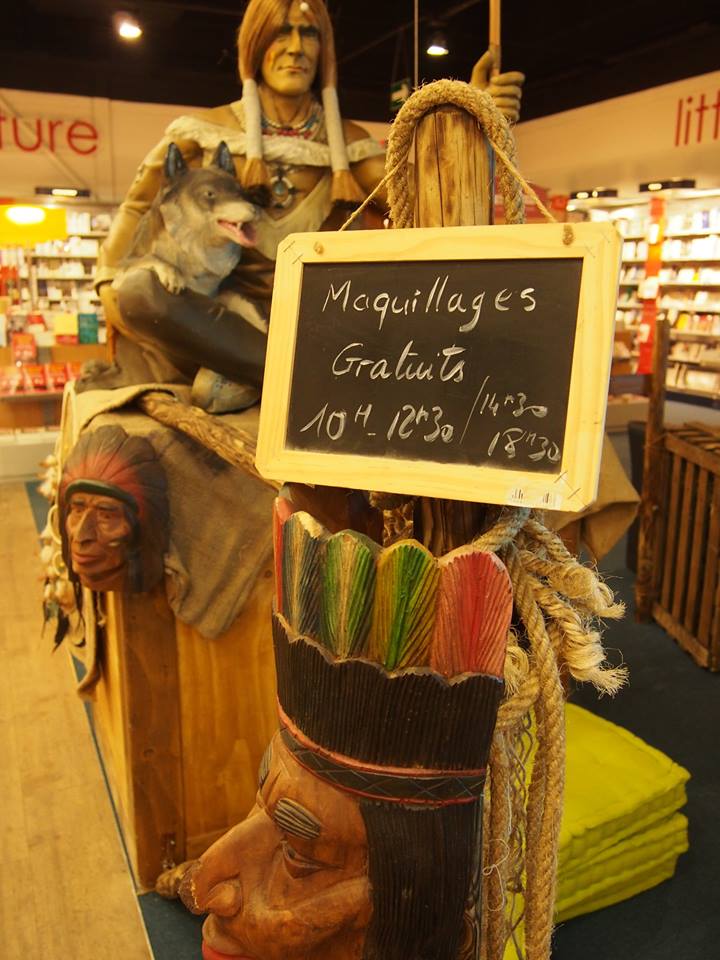 ture
litt
Maquillages
Gratuits
10H-12h30/14h30
18h30